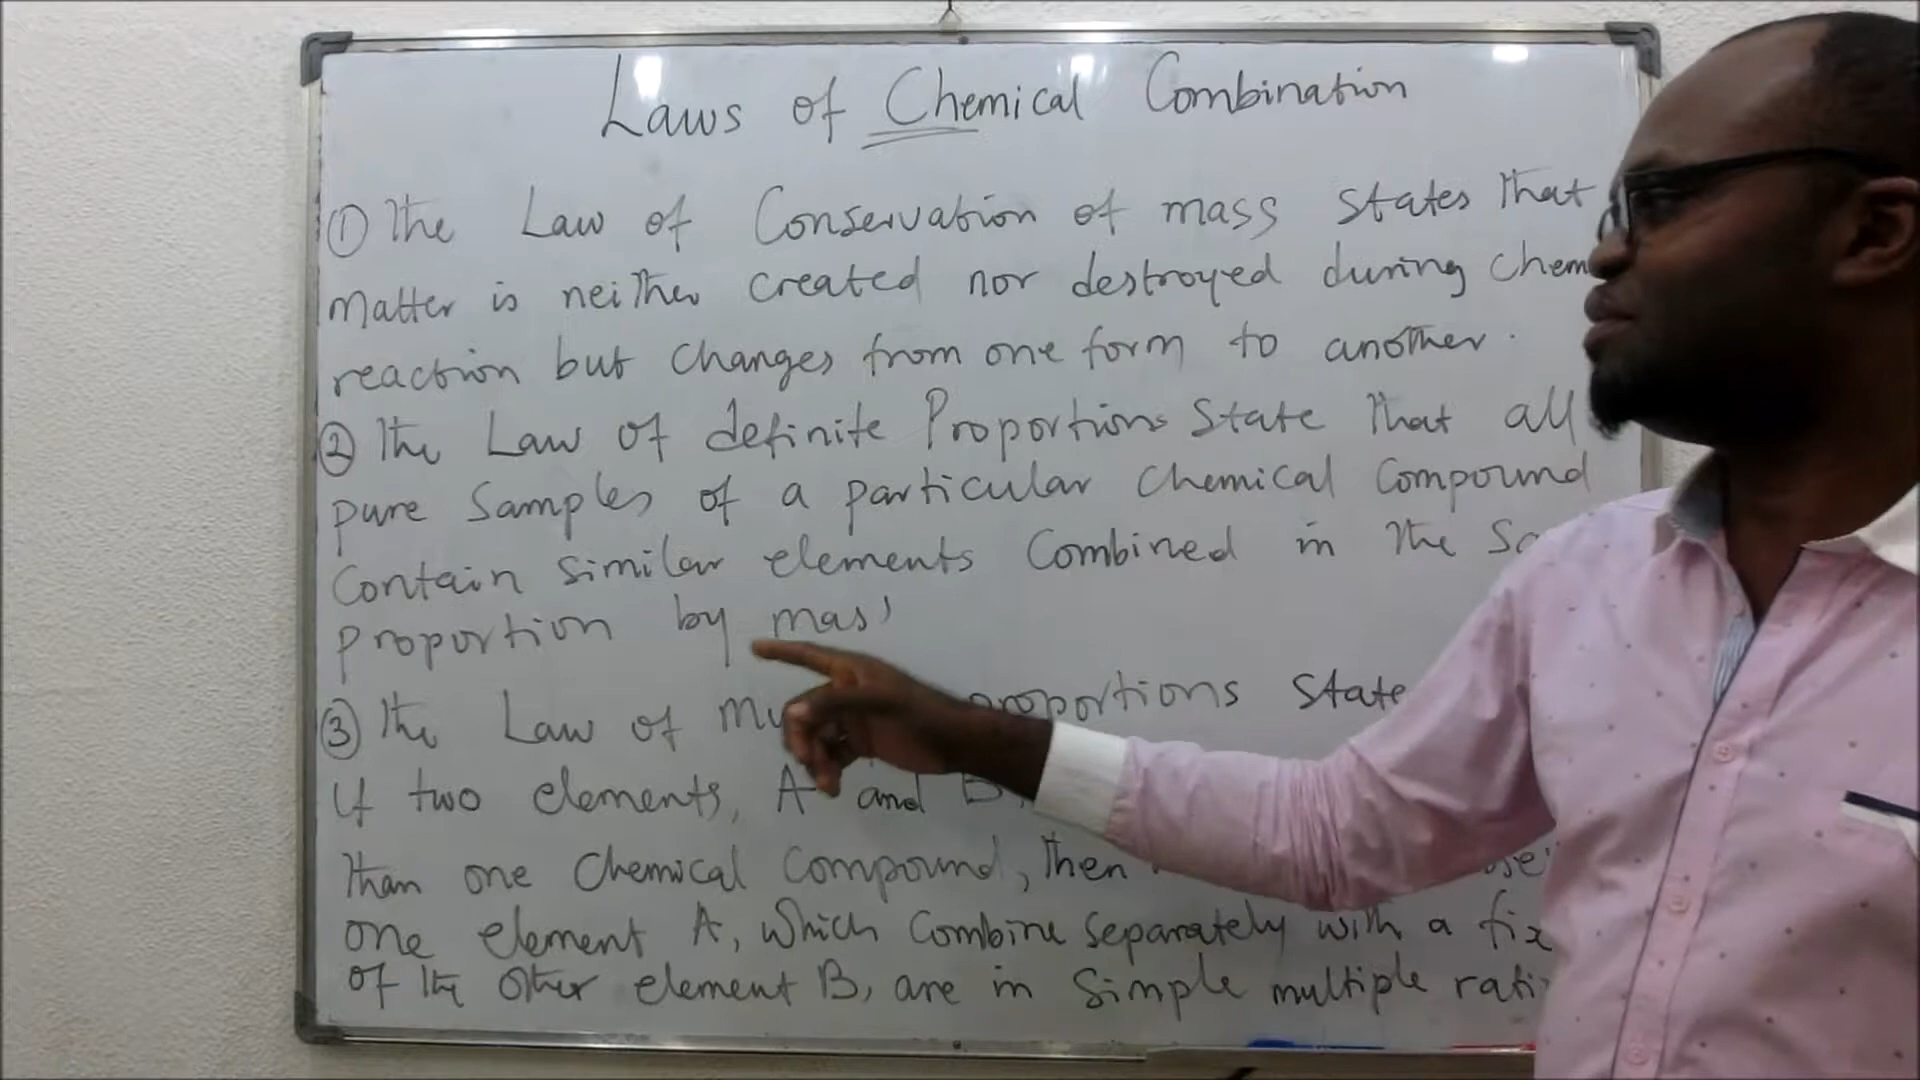 Laws of Chemical Combination
① The Law of Conservation of mass states that
matter is neither created nor destroyed during chem
reaction but changes from one form to another.
② The Law of definite Proportions State that all
pure samples of a particular chemical compound
Contain similar elements Combined in the
proportion by mass
③ The Law of proportions State
if two elements, A and B,
than one chemical compound, then
one element A, which combine separately with a
of the other element B, are in simple multiple